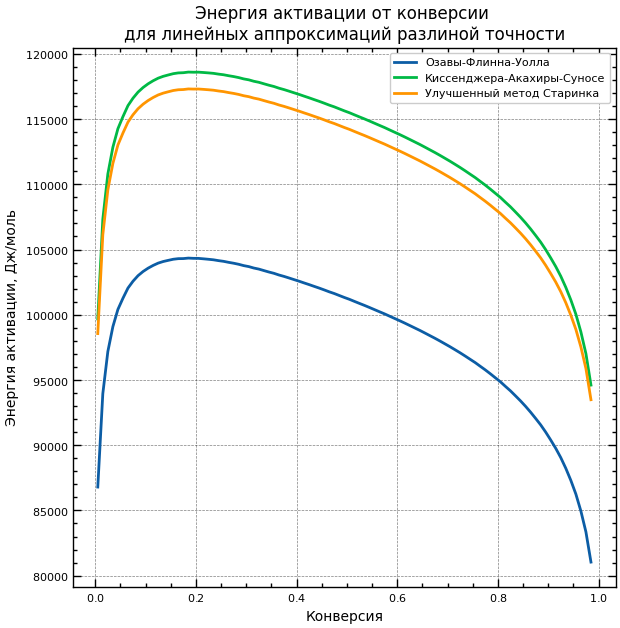 Энергия активации от конверсии
для линейных аппроксимаций разлиной точности
Озавы-Флинна-Уолла
Киссенджера-Акахиры-Суносе
Улучшенный метод Старинка
Энергия активации, Дж/моль
120000
115000
110000
105000
100000
95000
90000
85000
80000
0.0
0.2
0.4
0.6
0.8
1.0
Конверсия